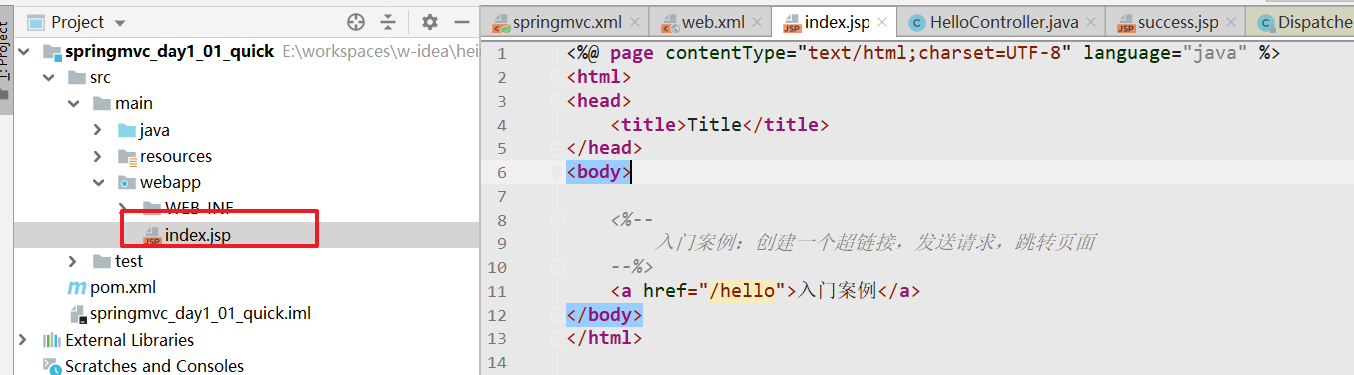 Project
springmvc_day1_01_quick E:\workspaces\w-idea\hei
src
main
java
resources
webapp
WEB-INF
index.jsp
test
pom.xml
springmvc_day1_01_quick.iml
External Libraries
Scratches and Consoles
1: Project
springmvc.xml web.xml index.jsp HelloController.java success.jsp Dispatche
1 <%@ page contentType="text/html;charset=UTF-8" language="java" %>
2 <html>
3 <head>
4 <title>Title</title>
5 </head>
6 <body>
7
8 <%--
9 入门案例：创建一个超链接，发送请求，跳转页面
10 --%>
11 <a href="/hello">入门案例</a>
12 </body>
13 </html>
14